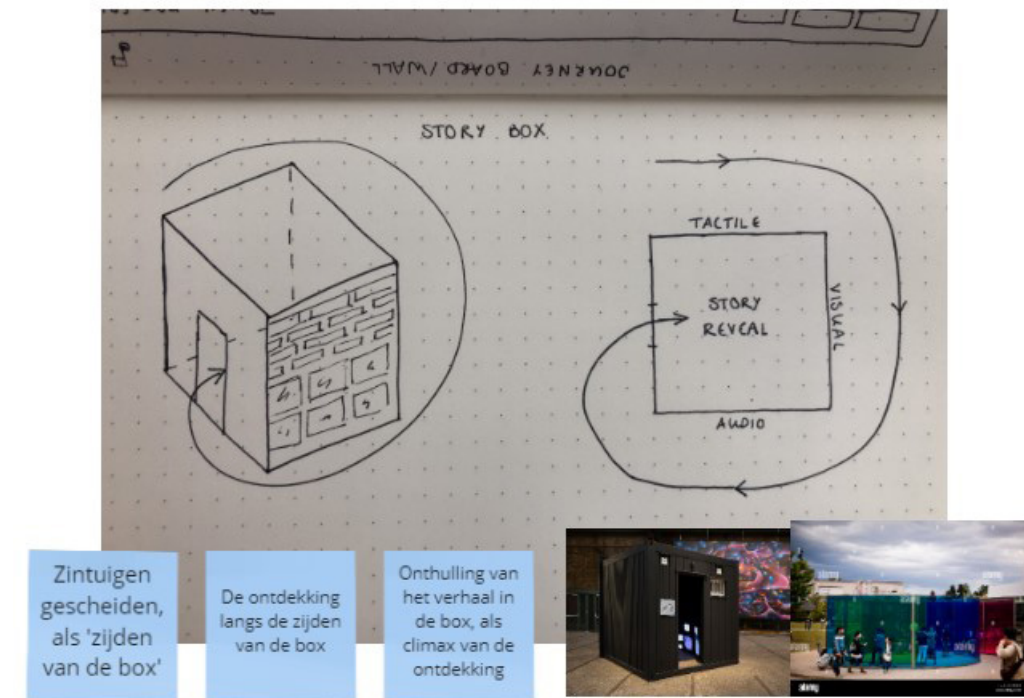 JOURNEY BOARD/WALL
STORY BOX
TACTILE
STORY
REVEAL
VISUAL
AUDIO
Zintuigen
gescheiden,
als 'zijden
van de box'
De ontdekking
langs de zijden
van de box
Onthulling van
het verhaal in
de box, als
climax van de
ontdekking
alamy